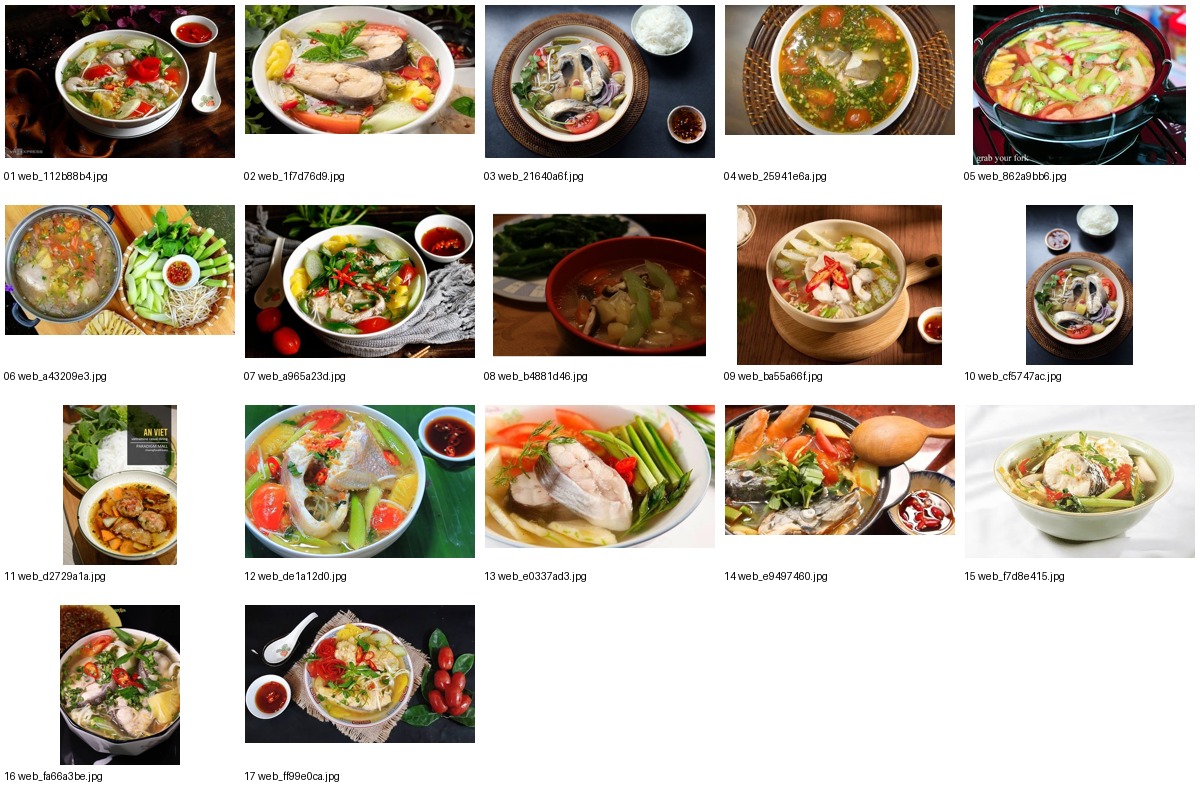 01 web_112b88b4.jpg
02 web_1f7d76d9.jpg
03 web_21640a6f.jpg
04 web_25941e6a.jpg
grab your fork
05 web_862a9bb6.jpg
06 web_a43209e3.jpg
07 web_a965a23d.jpg
08 web_b4881d46.jpg
09 web_ba55a66f.jpg
10 web_cf5747ac.jpg
AN VIET
PARADIGM MALL
11 web_d2729a1a.jpg
12 web_de1a12d0.jpg
13 web_e0337ad3.jpg
14 web_e9497460.jpg
15 web_f7d8e415.jpg
16 web_fa66a3be.jpg
17 web_ff99e0ca.jpg